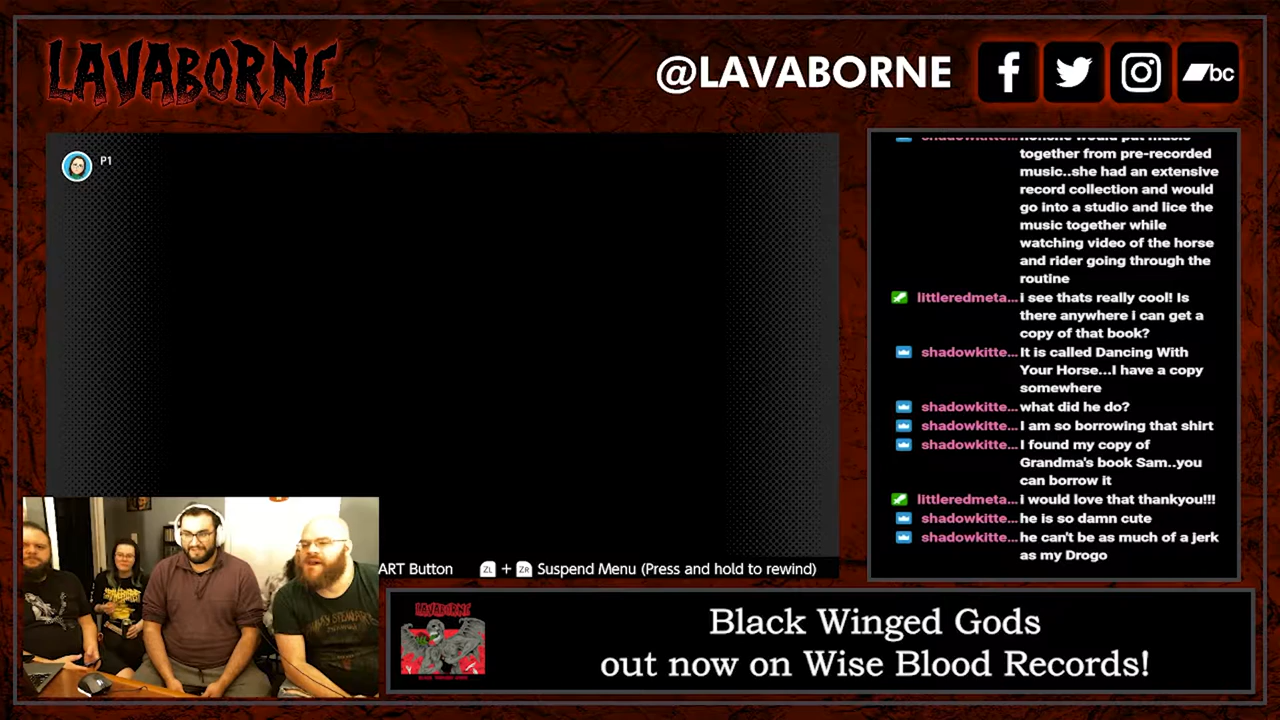 LAVABORNE
@LAVABORNE
bc
P1
together from pre-recorded
music..she had an extensive
record collection and would
go into a studio and lice the
music together while
watching video of the horse
and rider going through the
routine
littleredmeta... i see thats really cool! Is
there anywhere i can get a
copy of that book?
shadowkitte... It is called Dancing With
Your Horse...I have a copy
somewhere
shadowkitte... what did he do?
shadowkitte... I am so borrowing that shirt
shadowkitte... I found my copy of
Grandma's book Sam..you
can borrow it
littleredmeta... I would love that thankyou!!!
shadowkitte... he is so damn cute
shadowkitte... he can't be as much of a jerk
as my Drogo
ART Button ZL + ZR Suspend Menu (Press and hold to rewind)
LAVABORNE
Black Winged Gods
out now on Wise Blood Records!